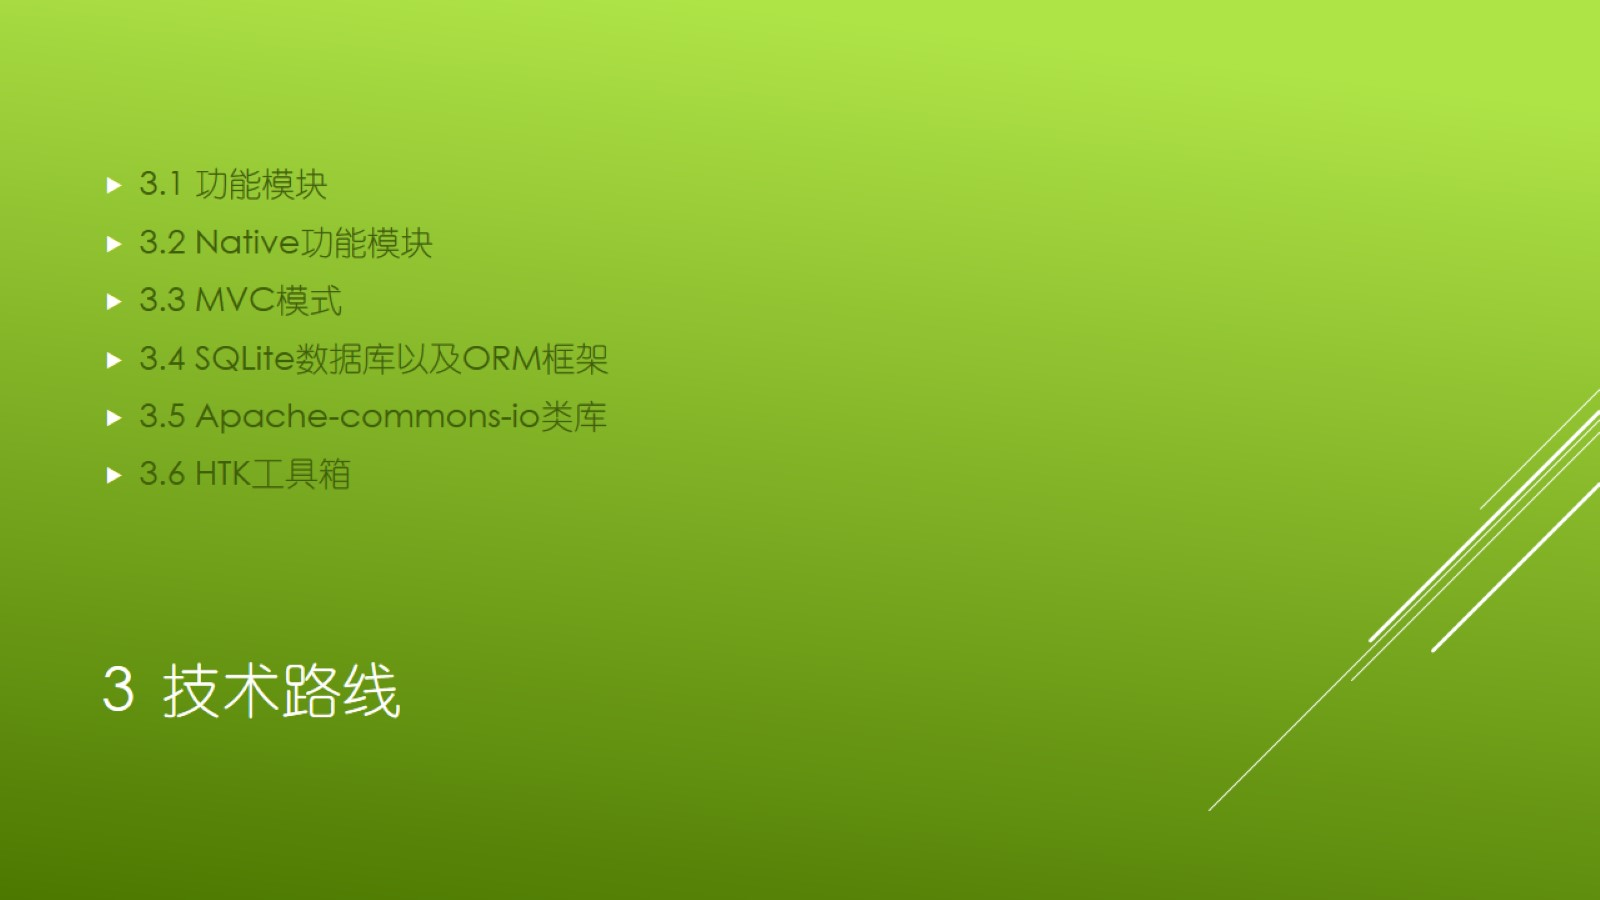 3.1 功能模块
3.2 Native功能模块
3.3 MVC模式
3.4 SQLite数据库以及ORM框架
3.5 Apache-commons-io类库
3.6 HTK工具箱
3 技术路线